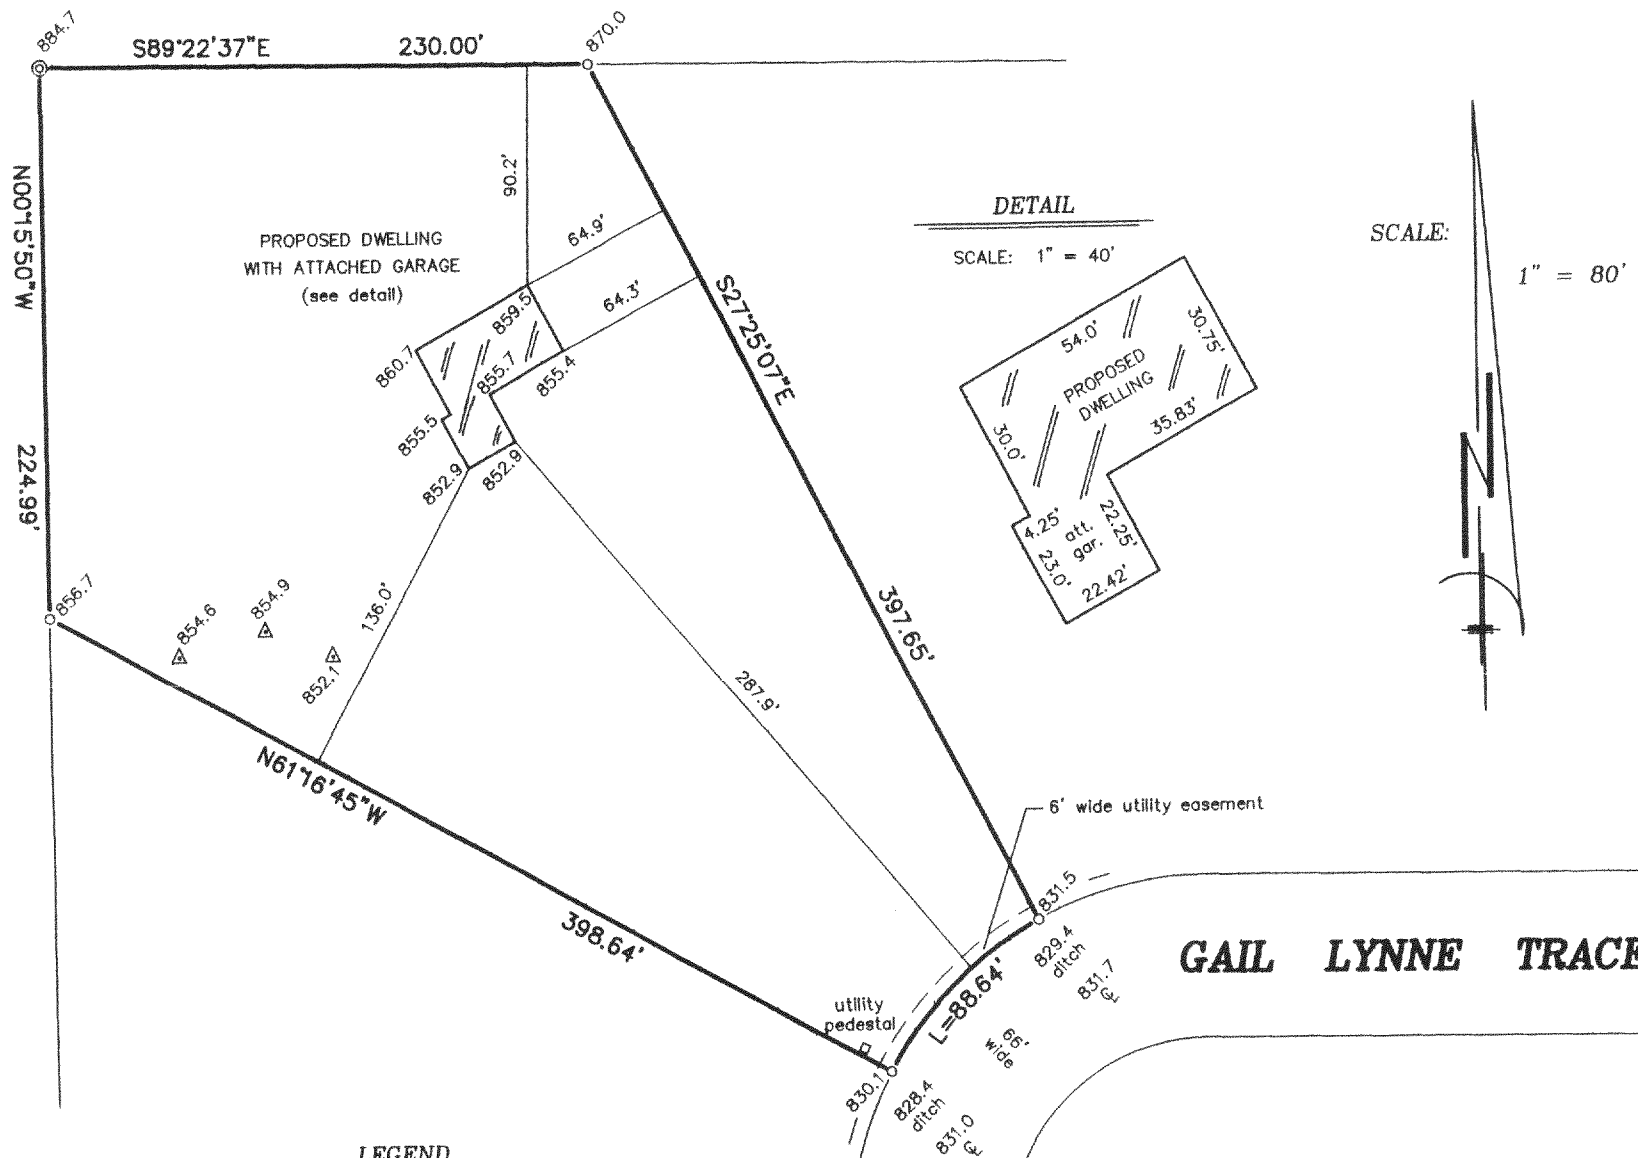 884.7
S89°22'37"E 230.00'
870.0
N00°15'50"W 224.99'
90.2'
64.9'
64.3'
PROPOSED DWELLING
WITH ATTACHED GARAGE
(see detail)
859.5
860.7
855.7
855.4
855.5
852.9
852.9
S27°25'07"E 397.65'
DETAIL
SCALE: 1" = 40'
54.0'
30.75'
PROPOSED
DWELLING
35.83'
30.0'
4.25'
att.
gar.
22.25'
23.0'
22.42'
SCALE:
1" = 80'
N
856.7
854.6
854.9
852.1
136.0'
287.9'
N61°16'45"W 398.64'
6' wide utility easement
831.5
829.4
ditch
831.7
℄
GAIL LYNNE TRACE
L=88.64'
66'
wide
utility
pedestal
830.1
828.4
ditch
831.0
℄
LEGEND